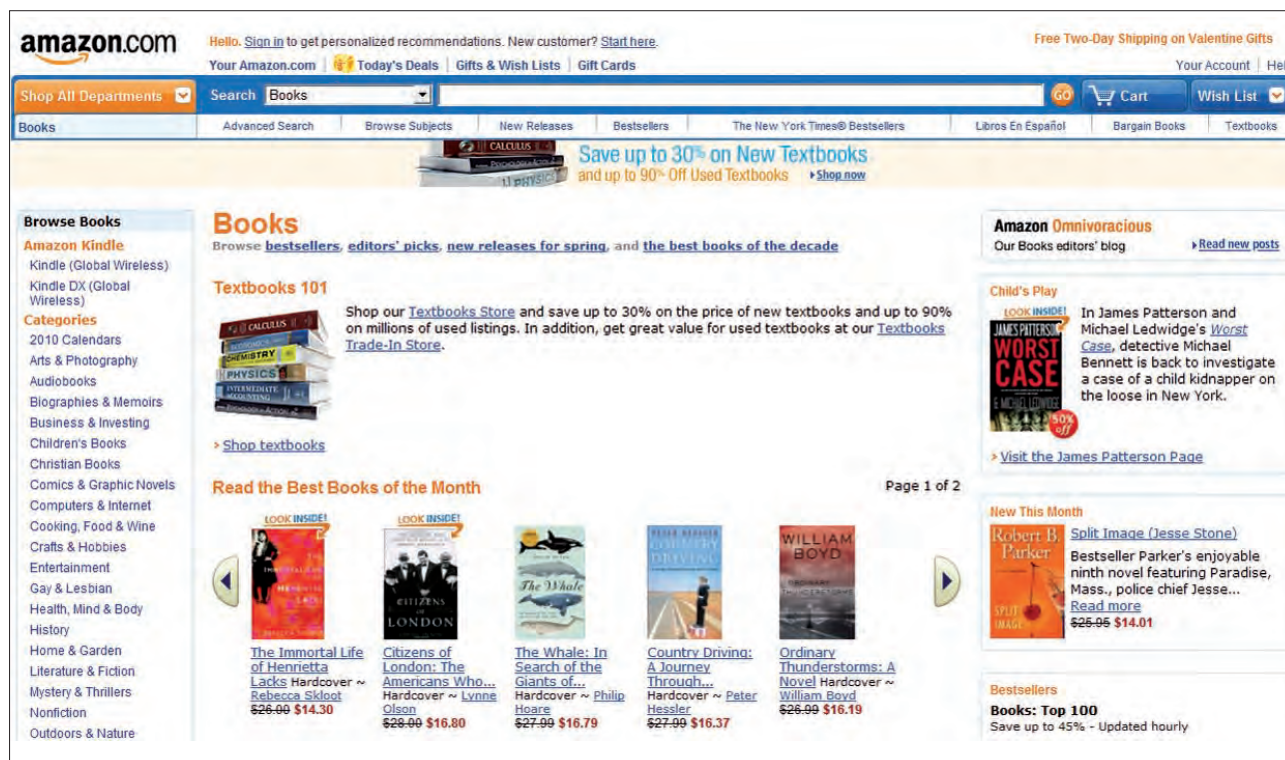 amazon.com
Hello. Sign in to get personalized recommendations. New customer? Start here.
Free Two-Day Shipping on Valentine Gifts
Your Amazon.com | Today's Deals | Gifts & Wish Lists | Gift Cards
Your Account | Hel
Shop All Departments
Search Books
GO
Cart
Wish List
Books
Advanced Search | Browse Subjects | New Releases | Bestsellers | The New York Times® Bestsellers | Libros En Español | Bargain Books | Textbooks
CALCULUS
PHYSICS
Save up to 30% on New Textbooks
and up to 90% Off Used Textbooks Shop now
Browse Books
Amazon Kindle
Kindle (Global Wireless)
Kindle DX (Global
Wireless)
Categories
2010 Calendars
Arts & Photography
Audiobooks
Biographies & Memoirs
Business & Investing
Children's Books
Christian Books
Comics & Graphic Novels
Computers & Internet
Cooking, Food & Wine
Crafts & Hobbies
Entertainment
Gay & Lesbian
Health, Mind & Body
History
Home & Garden
Literature & Fiction
Mystery & Thrillers
Nonfiction
Outdoors & Nature
Books
Browse bestsellers, editors' picks, new releases for spring, and the best books of the decade
Textbooks 101
CALCULUS
ECONOMICS
CHEMISTRY
PHYSICS
INTERMEDIATE
ACCOUNTING
Shop our Textbooks Store and save up to 30% on the price of new textbooks and up to 90%
on millions of used listings. In addition, get great value for used textbooks at our Textbooks
Trade-In Store.
Shop textbooks
Read the Best Books of the Month
Page 1 of 2
LOOK INSIDE!
The Immortal Life
of Henrietta
Lacks Hardcover ~
Rebecca Skloot
$26.00 $14.30
LOOK INSIDE!
CITIZENS
OF
LONDON
Citizens of
London: The
Americans Who...
Hardcover ~ Lynne
Olson
$28.00 $16.80
The Whale
The Whale: In
Search of the
Giants of...
Hardcover ~ Philip
Hoare
$27.99 $16.79
PETER HESSLER
COUNTRY
DRIVING
Country Driving:
A Journey
Through...
Hardcover ~ Peter
Hessler
$27.99 $16.37
WILLIAM
BOYD
ORDINARY
THUNDERSTORMS
Ordinary
Thunderstorms: A
Novel Hardcover ~
William Boyd
$26.99 $16.19
Amazon Omnivoracious
Our Books editors' blog
Read new posts
Child's Play
LOOK INSIDE!
JAMES PATTERSON
WORST
CASE
& MICHAEL LEDWIDGE
50%
off
In James Patterson and
Michael Ledwidge's Worst
Case, detective Michael
Bennett is back to investigate
a case of a child kidnapper on
the loose in New York.
Visit the James Patterson Page
New This Month
Robert B.
Parker
SPLIT
IMAGE
Split Image (Jesse Stone)
Bestseller Parker's enjoyable
ninth novel featuring Paradise,
Mass., police chief Jesse...
Read more
$25.95 $14.01
Bestsellers
Books: Top 100
Save up to 45% - Updated hourly